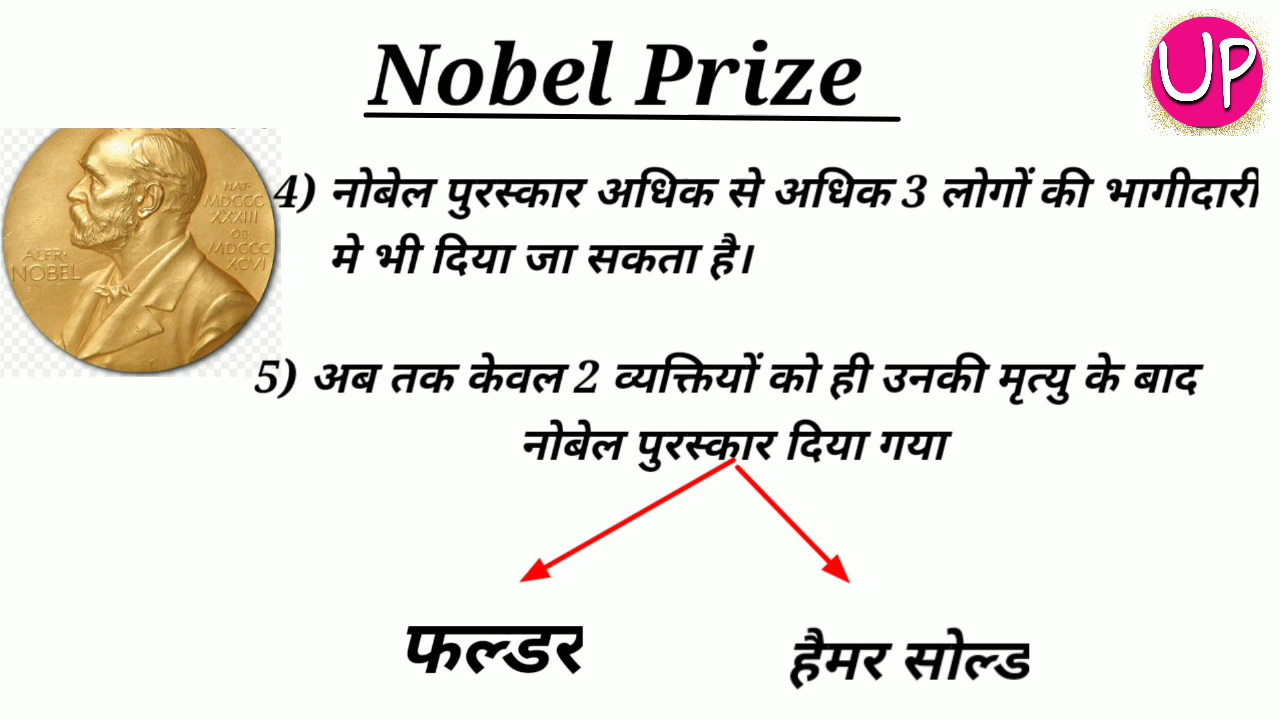 Nobel Prize
UP
4) नोबेल पुरस्कार अधिक से अधिक 3 लोगों की भागीदारी
मे भी दिया जा सकता है।
NAT·
MDCCC
XXXIII
OB·
MDCCC
XCVI
ALFR·
NOBEL
5) अब तक केवल 2 व्यक्तियों को ही उनकी मृत्यु के बाद
नोबेल पुरस्कार दिया गया
फल्डर
हैमर सोल्ड